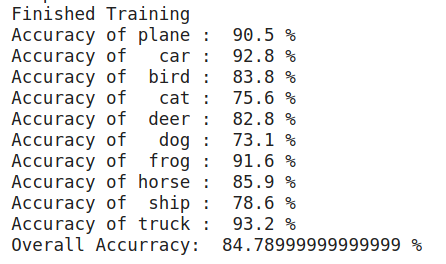 Finished Training
Accuracy of plane :  90.5 %
Accuracy of   car :  92.8 %
Accuracy of  bird :  83.8 %
Accuracy of   cat :  75.6 %
Accuracy of  deer :  82.8 %
Accuracy of   dog :  73.1 %
Accuracy of  frog :  91.6 %
Accuracy of horse :  85.9 %
Accuracy of  ship :  78.6 %
Accuracy of truck :  93.2 %
Overall Accurracy:  84.78999999999999 %